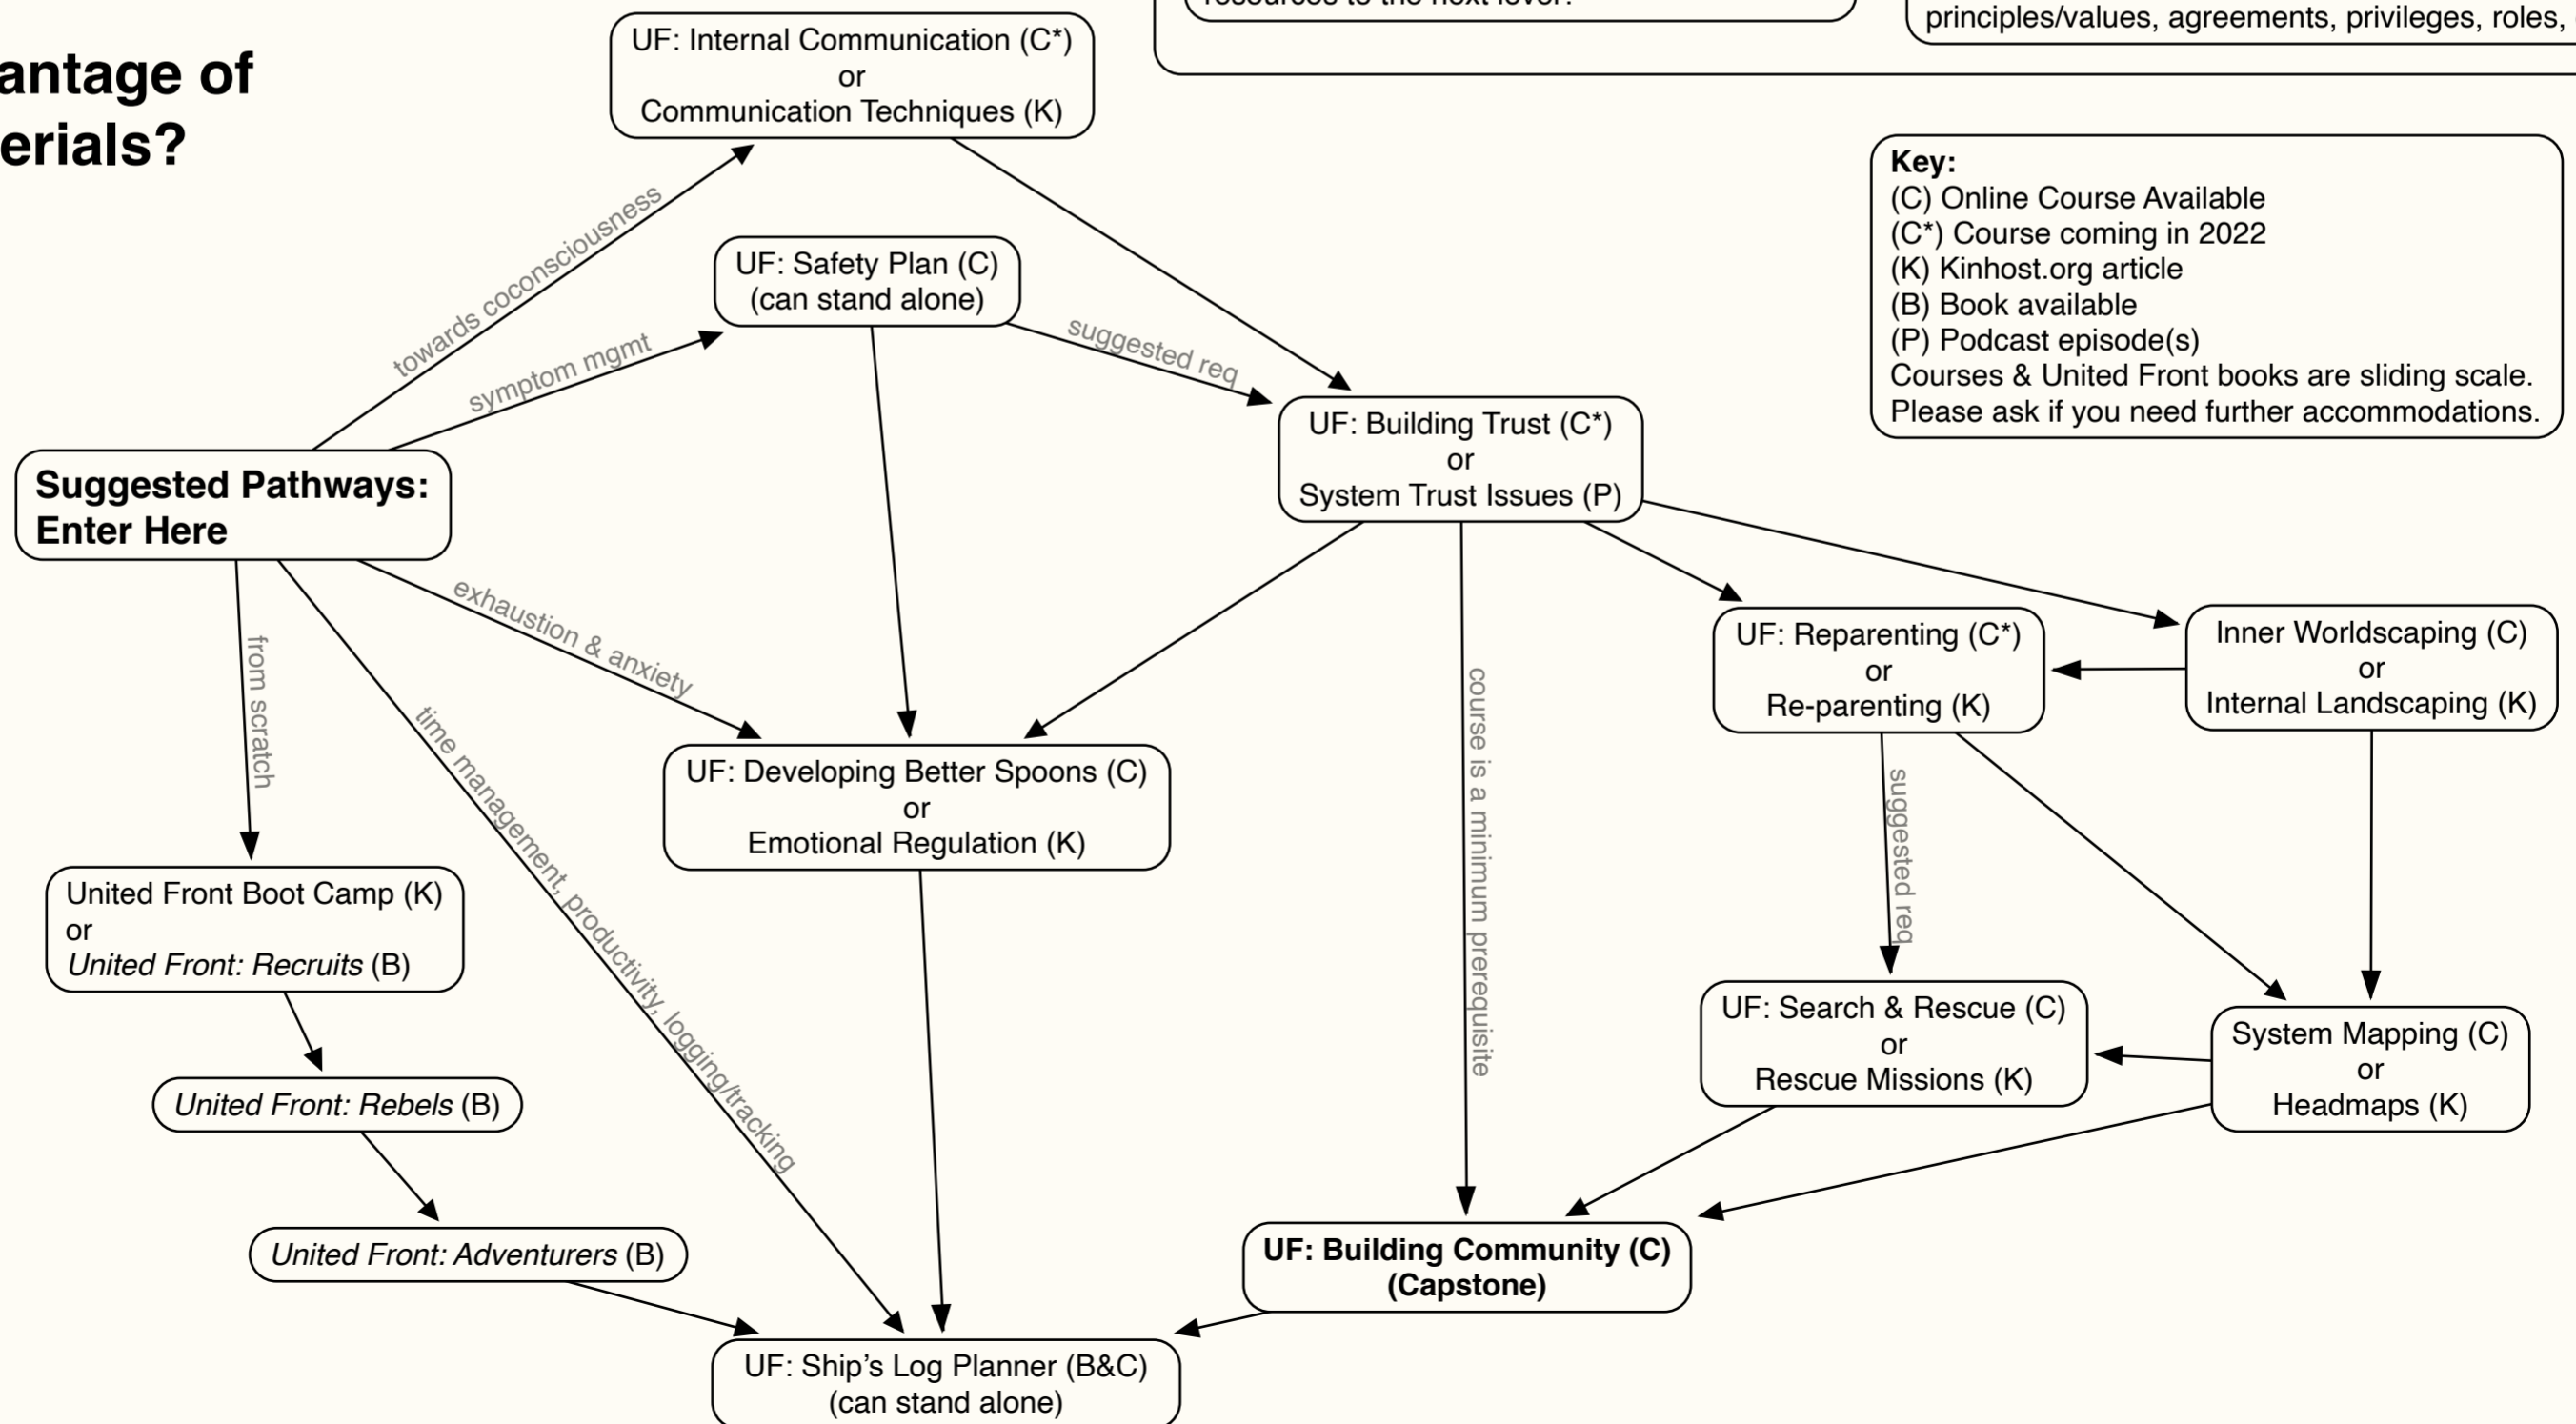 antage of
erials?
principles/values, agreements, privileges, roles,
UF: Internal Communication (C*)
or
Communication Techniques (K)
Key:
(C) Online Course Available
(C*) Course coming in 2022
(K) Kinhost.org article
(B) Book available
(P) Podcast episode(s)
Courses & United Front books are sliding scale.
Please ask if you need further accommodations.
towards coconsciousness
UF: Safety Plan (C)
(can stand alone)
symptom mgmt
suggested req
UF: Building Trust (C*)
or
System Trust Issues (P)
Suggested Pathways:
Enter Here
exhaustion & anxiety
from scratch
time management, productivity, logging/tracking
course is a minimum prerequisite
UF: Reparenting (C*)
or
Re-parenting (K)
Inner Worldscaping (C)
or
Internal Landscaping (K)
UF: Developing Better Spoons (C)
or
Emotional Regulation (K)
suggested req
United Front Boot Camp (K)
or
United Front: Recruits (B)
UF: Search & Rescue (C)
or
Rescue Missions (K)
System Mapping (C)
or
Headmaps (K)
United Front: Rebels (B)
United Front: Adventurers (B)
UF: Building Community (C)
(Capstone)
UF: Ship’s Log Planner (B&C)
(can stand alone)